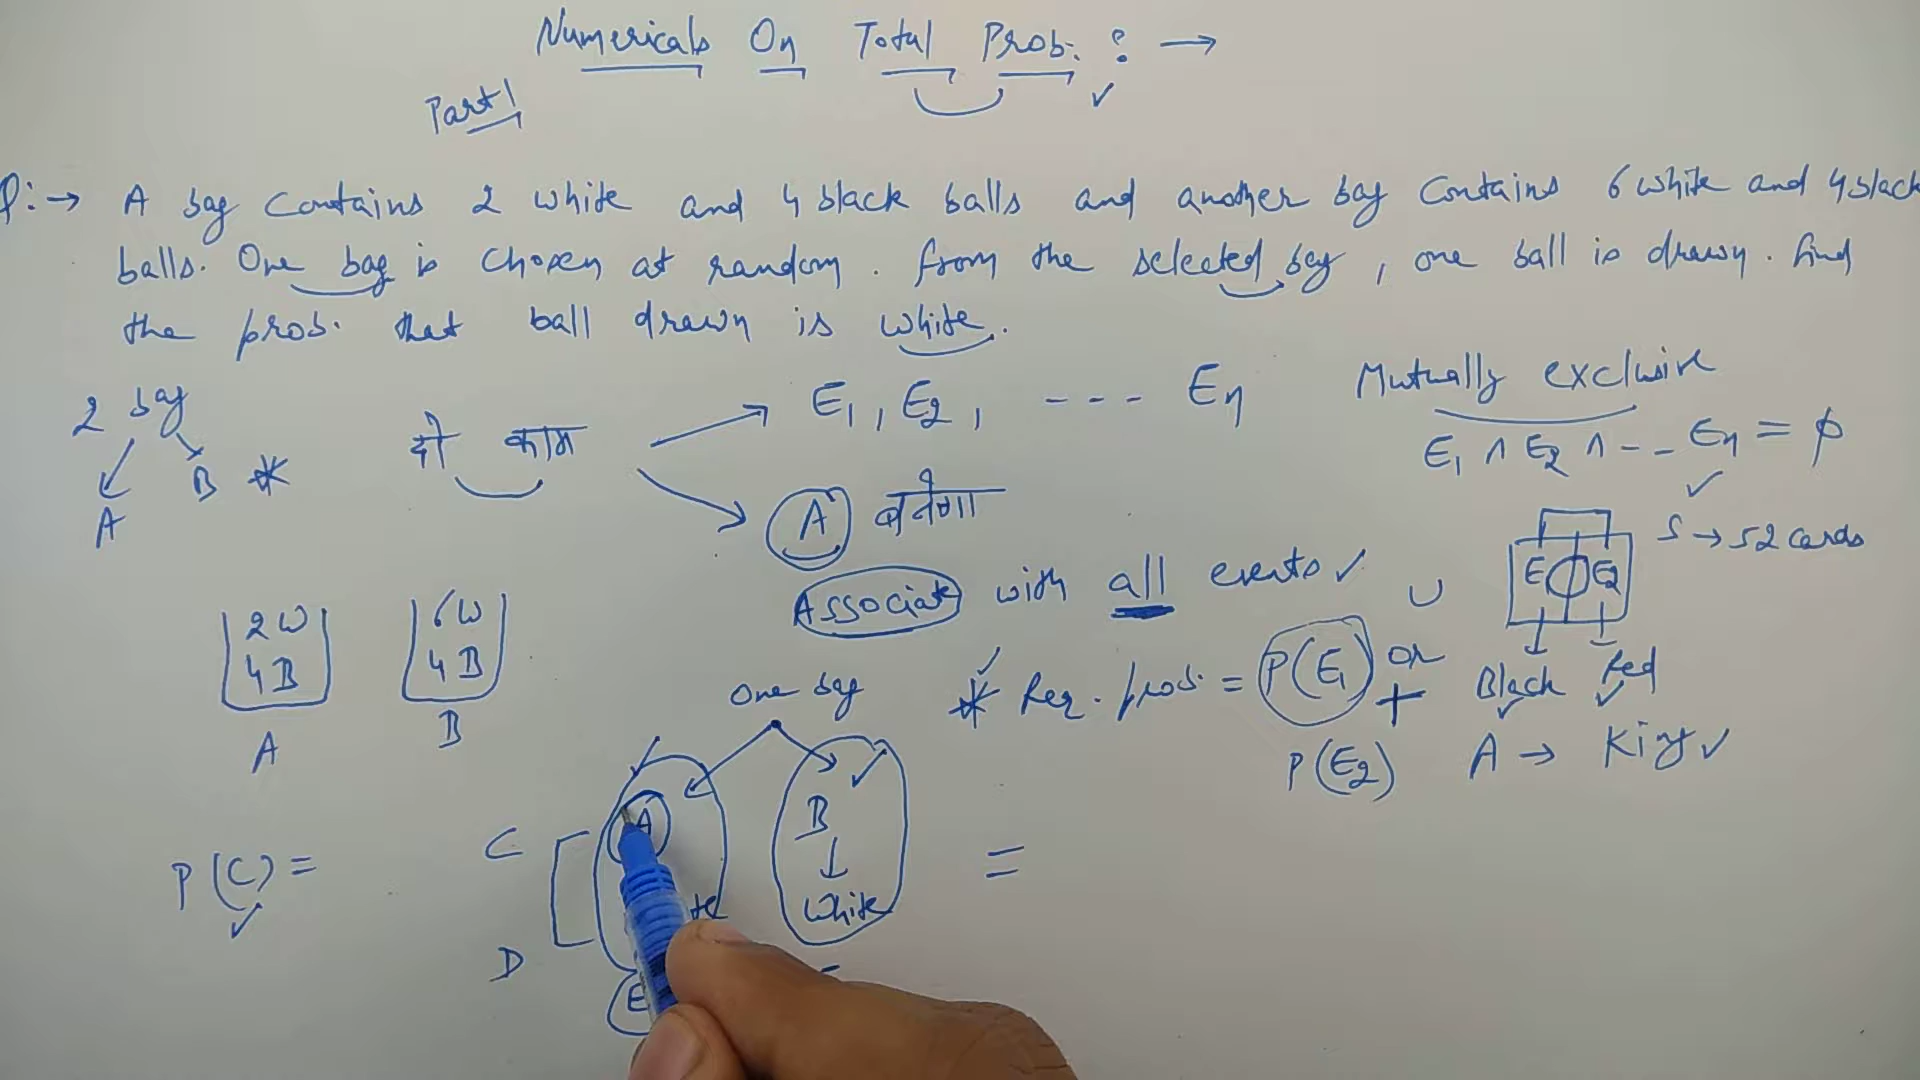 Numericals On Total Prob. : →
Part 1
Q:→ A bag contains 2 white and 4 black balls and another bag contains 6 white and 4 black
balls. One bag is chosen at random. from the selected bag, one ball is drawn. find
the prob. that ball drawn is white.
2 bag
A B *
दो काम
E1, E2, ---- En
A बनेगा
Associate with all events ✓
Mutually exclusive
E1 ∩ E2 ∩ -- En = φ
S → 52 cards
E E2
Black Red
A → King ✓
∪
* Req. prob. = P(E1) or
+
P(E2)
2W
4B
A
6W
4B
B
One bag
A
B
white
C
D
E
=
P(C) =